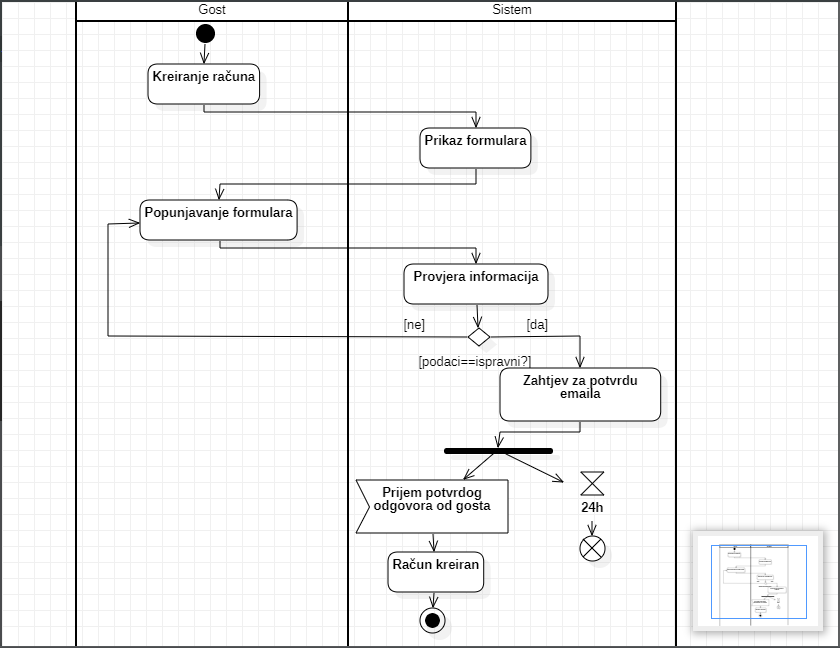 Gost
Sistem
Kreiranje računa
Prikaz formulara
Popunjavanje formulara
Provjera informacija
[ne]
[da]
[podaci==ispravni?]
Zahtjev za potvrdu
emaila
Prijem potvrdog
odgovora od gosta
24h
Račun kreiran